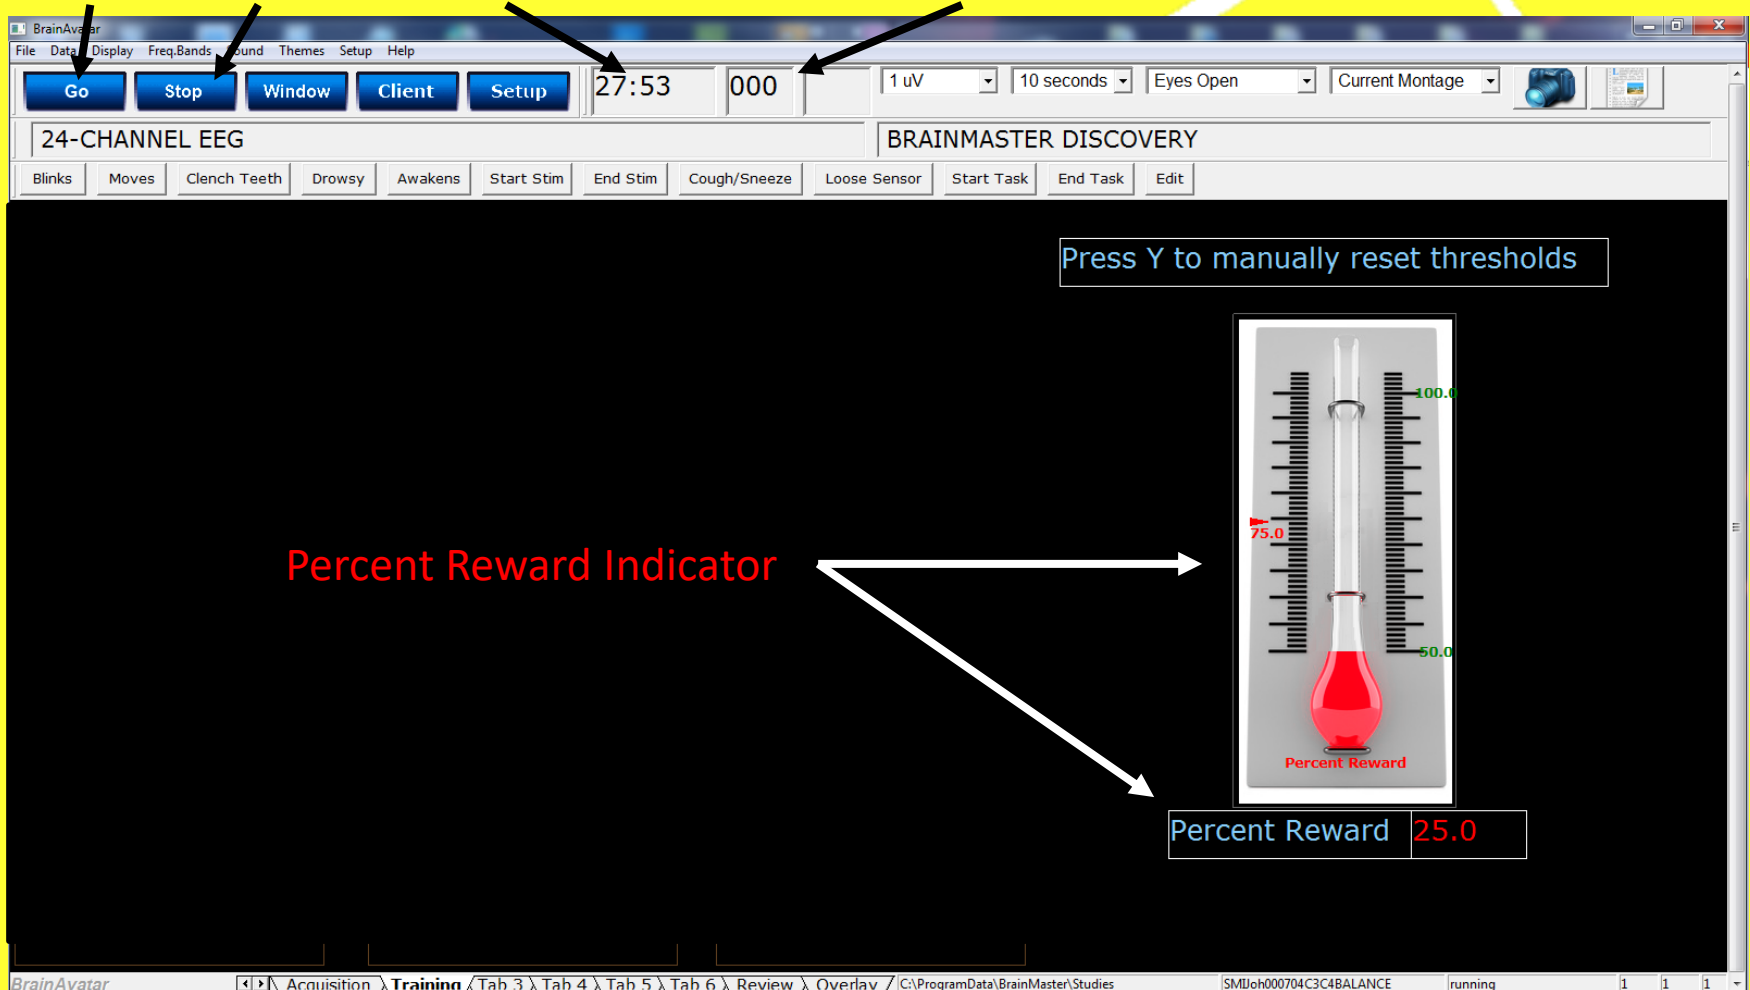 BrainAvatar
File Data Display Freq.Bands Sound Themes Setup Help
Go Stop Window Client Setup 27:53 000 1 uV 10 seconds Eyes Open Current Montage
24-CHANNEL EEG BRAINMASTER DISCOVERY
Blinks Moves Clench Teeth Drowsy Awakens Start Stim End Stim Cough/Sneeze Loose Sensor Start Task End Task Edit
Press Y to manually reset thresholds
100.0
75.0
Percent Reward Indicator
50.0
Percent Reward
Percent Reward 25.0
BrainAvatar Acquisition Training Tab 3 Tab 4 Tab 5 Tab 6 Review Overlay C:\ProgramData\BrainMaster\Studies running 1 1 1